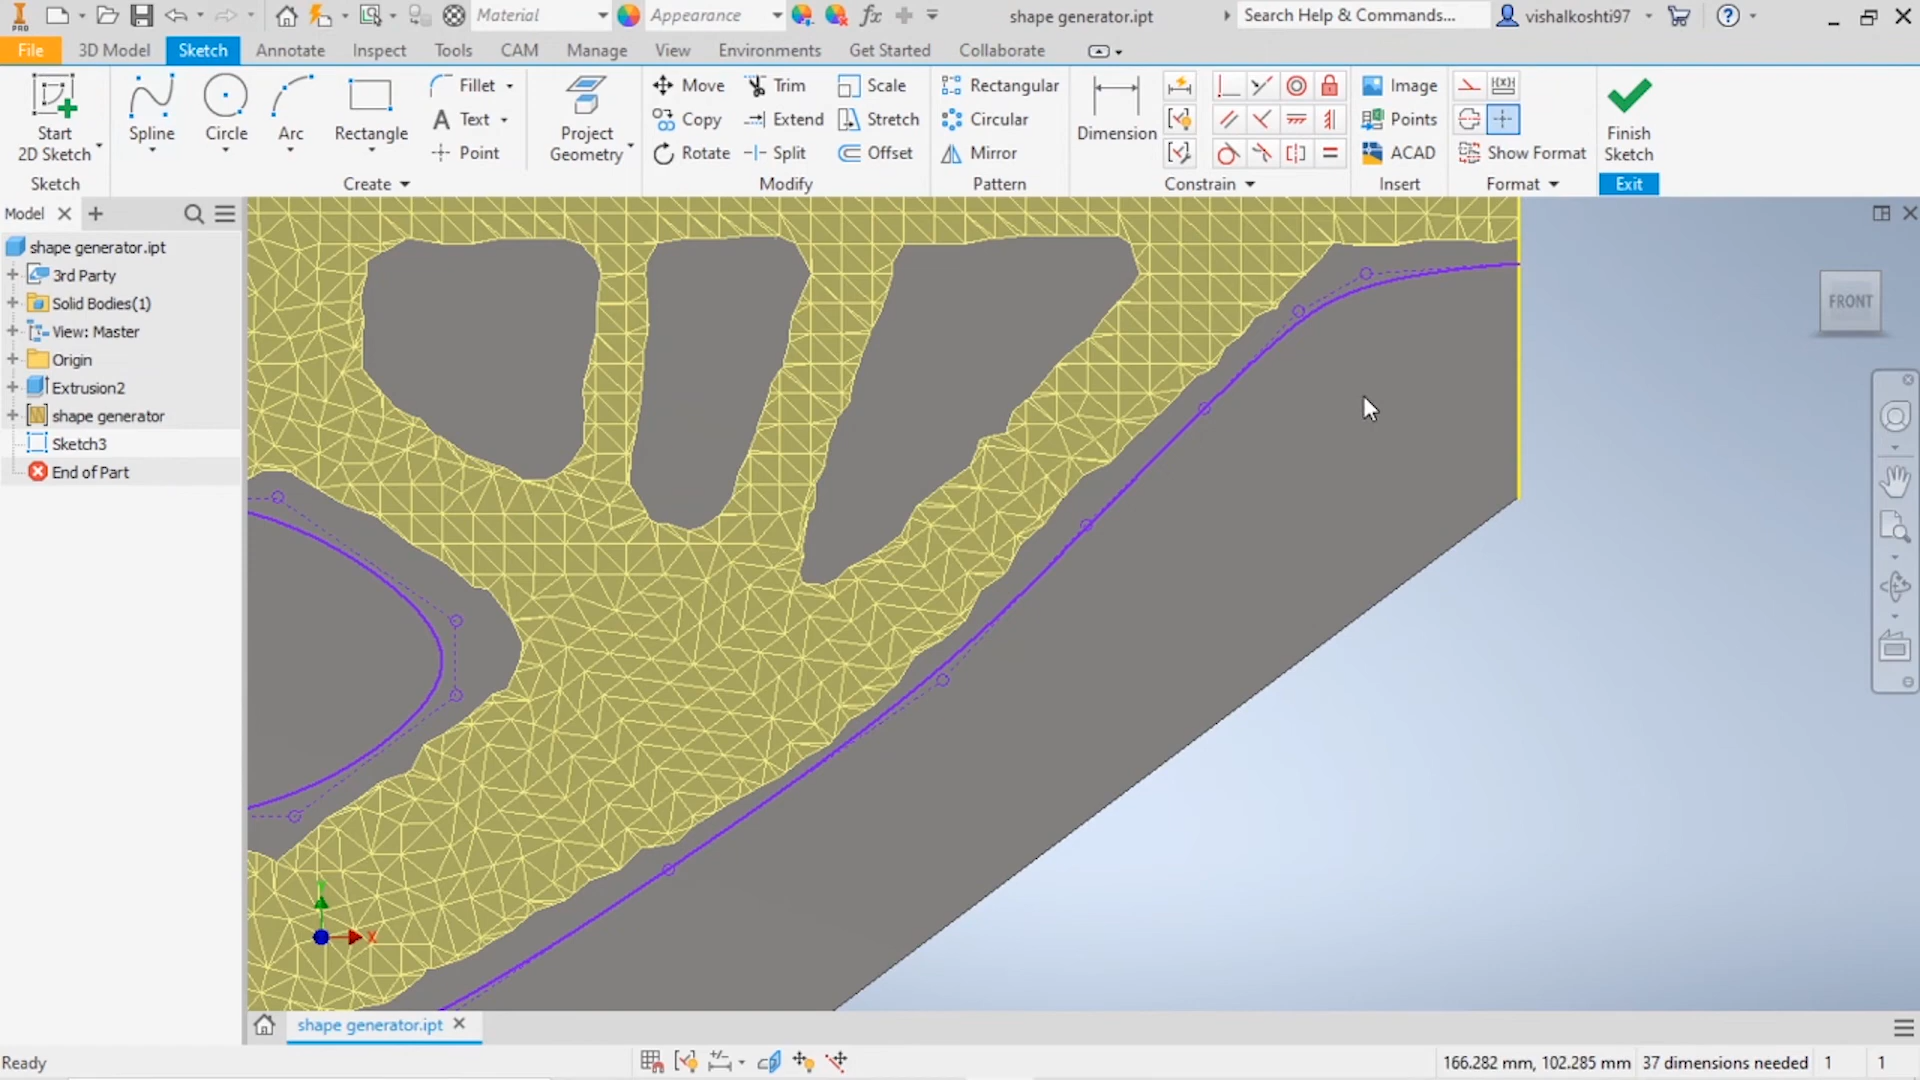 PRO Material Appearance fx shape generator.ipt Search Help & Commands... vishalkoshti97
File 3D Model Sketch Annotate Inspect Tools CAM Manage View Environments Get Started Collaborate
Start 2D Sketch Spline Circle Arc Rectangle Fillet Text Point Project Geometry
Move Trim Scale
Copy Extend Stretch
Rotate Split Offset
Rectangular
Circular
Mirror
Dimension
Image
Points
ACAD
Show Format
Finish Sketch
Sketch Create Modify Pattern Constrain Insert Format Exit
Model
shape generator.ipt
3rd Party
Solid Bodies(1)
View: Master
Origin
Extrusion2
shape generator
Sketch3
End of Part
FRONT
X
shape generator.ipt
Ready 166.282 mm, 102.285 mm 37 dimensions needed 1 1